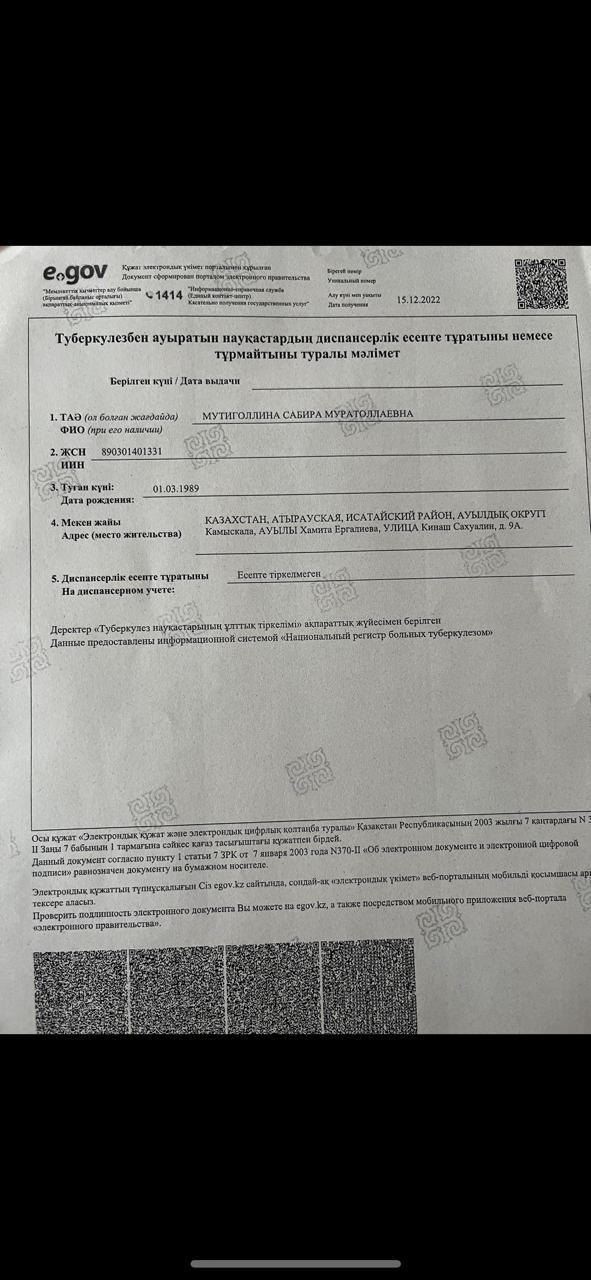 e.gov
Құжат электрондық үкімет порталымен құрылған
Документ сформирован порталом электронного правительства
"Мемлекеттік қызметтер алу бойынша
(Бірыңғай байланыс орталығы)
ақпараттық-анықтамалық қызметі"
1414
"Информационно-справочная служба
(Единый контакт-центр)
Касательно получения государственных услуг"
Бірегей нөмір
Уникальный номер
Алу күні мен уақыты
Дата получения
15.12.2022
Туберкулезбен ауыратын науқастардың диспансерлік есепте тұратыны немесе
тұрмайтыны туралы мәлімет
Берілген күні / Дата выдачи
1. ТАӘ (ол болған жағдайда) МУТИГОЛЛИНА САБИРА МУРАТОЛЛАЕВНА
ФИО (при его наличии)
2. ЖСН 890301401331
ИИН
3. Туған күні: 01.03.1989
Дата рождения:
4. Мекен жайы КАЗАХСТАН, АТЫРАУСКАЯ, ИСАТАЙСКИЙ РАЙОН, АУЫЛДЫҚ ОКРУГІ
Адрес (место жительства) Камыскала, АУЫЛЫ Хамита Ергалиева, УЛИЦА Кинаш Сахуалин, д. 9А.
5. Диспансерлік есепте тұратыны Есепте тіркелмеген
На диспансерном учете:
Деректер «Туберкулез науқастарының ұлттық тіркелімі» ақпараттық жүйесімен берілген
Данные предоставлены информационной системой «Национальный регистр больных туберкулезом»
Осы құжат «Электрондық құжат және электрондық цифрлық қолтаңба туралы» Қазақстан Республикасының 2003 жылғы 7 қаңтардағы N
II Заңы 7 бабының 1 тармағына сәйкес қағаз тасығыштағы құжатпен бірдей.
Данный документ согласно пункту 1 статьи 7 ЗРК от 7 января 2003 года N370-II «Об электронном документе и электронной цифровой
подписи» равнозначен документу на бумажном носителе.
Электрондық құжаттың түпнұсқалығын Сіз egov.kz сайтында, сондай-ақ «электрондық үкімет» веб-порталының мобильді қосымшасы
тексере аласыз.
Проверить подлинность электронного документа Вы можете на egov.kz, а также посредством мобильного приложения веб-портала
«электронного правительства».